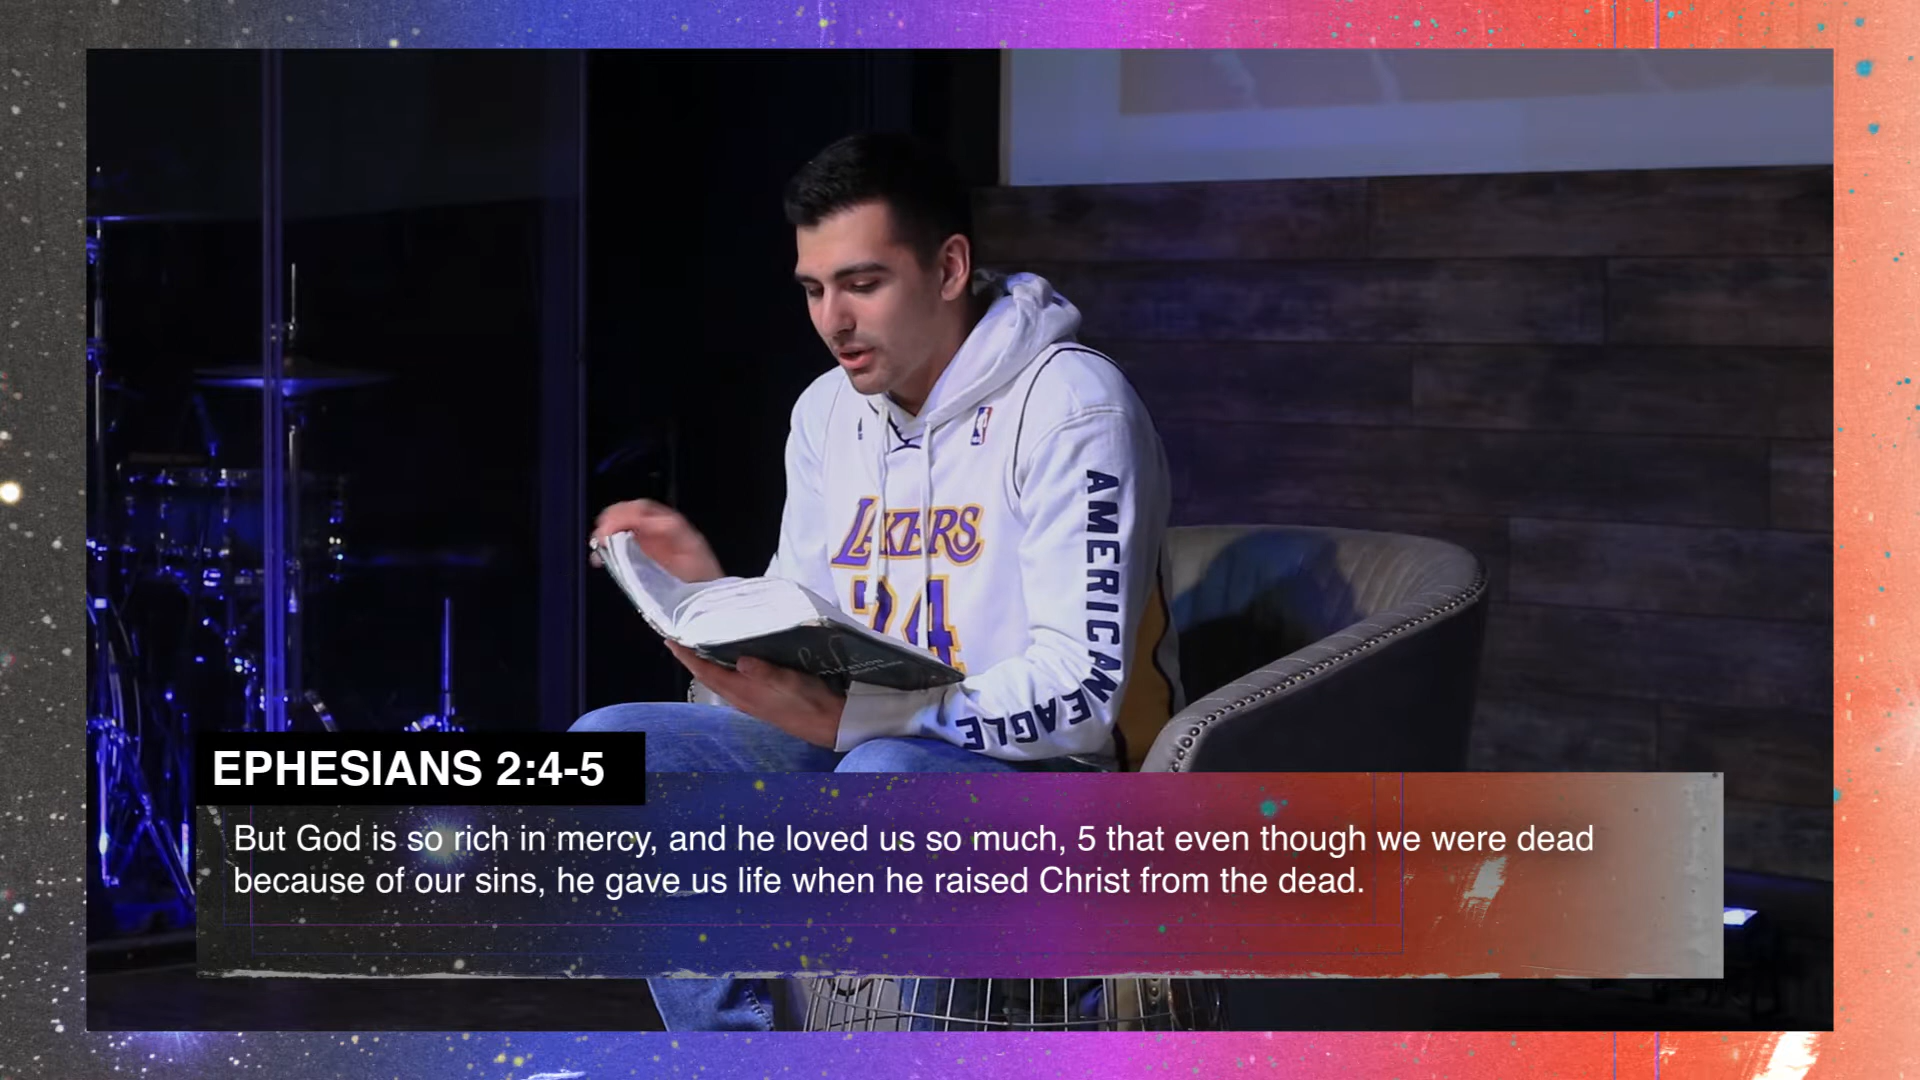 LAKERS
24
AMERICAN
EAGLE
EPHESIANS 2:4-5
But God is so rich in mercy, and he loved us so much, 5 that even though we were dead
because of our sins, he gave us life when he raised Christ from the dead.